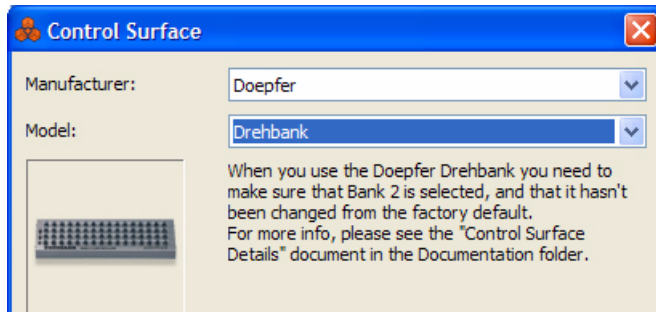 Control Surface
Manufacturer:
Doepfer
Model:
Drehbank
When you use the Doepfer Drehbank you need to
make sure that Bank 2 is selected, and that it hasn't
been changed from the factory default.
For more info, please see the "Control Surface
Details" document in the Documentation folder.